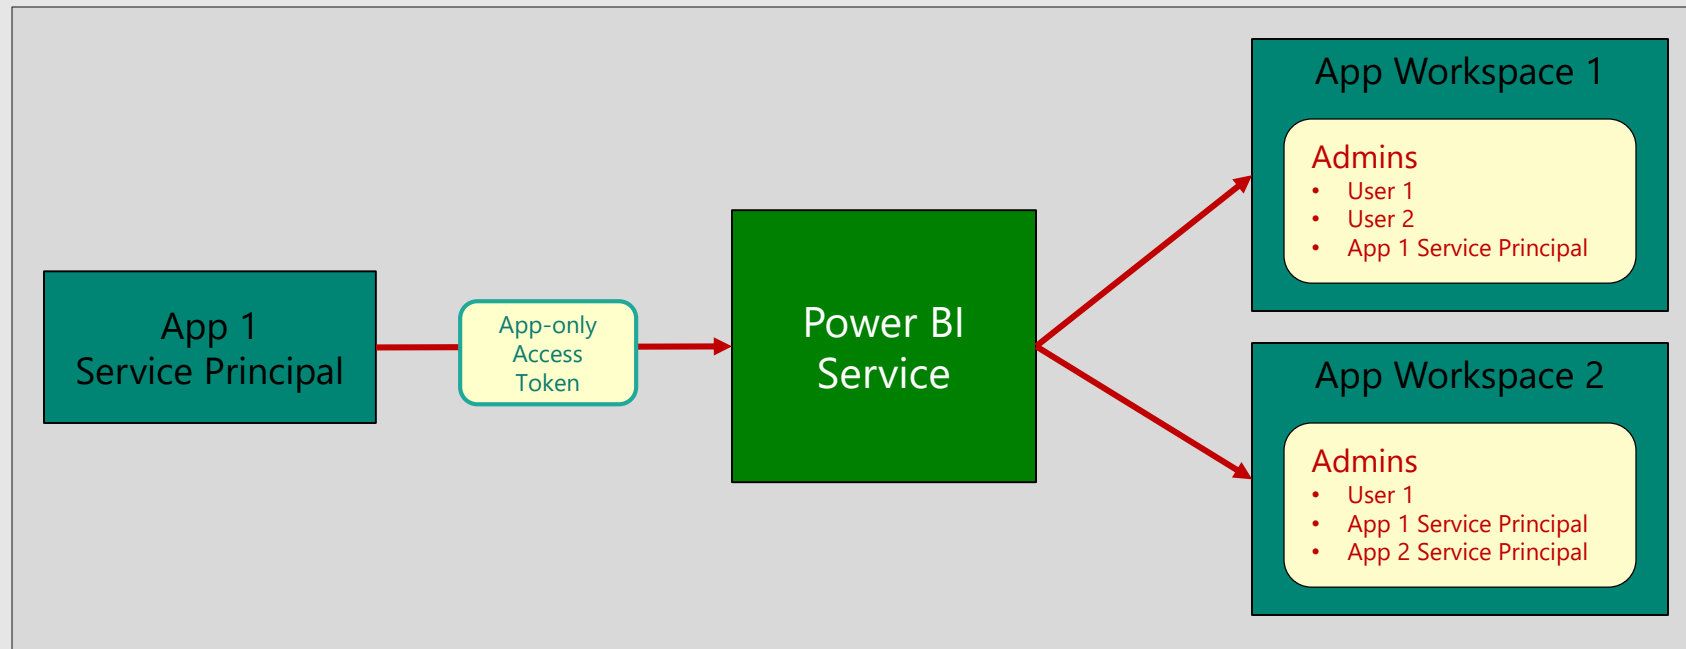 App 1
Service Principal
App-only
Access
Token
Power BI
Service
App Workspace 1
Admins
• User 1
• User 2
• App 1 Service Principal
App Workspace 2
Admins
• User 1
• App 1 Service Principal
• App 2 Service Principal